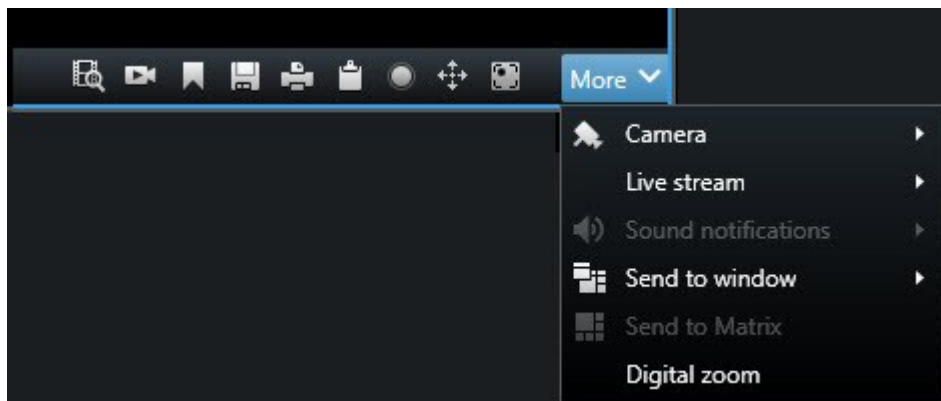 More
Camera
Live stream
Sound notifications
Send to window
Send to Matrix
Digital zoom